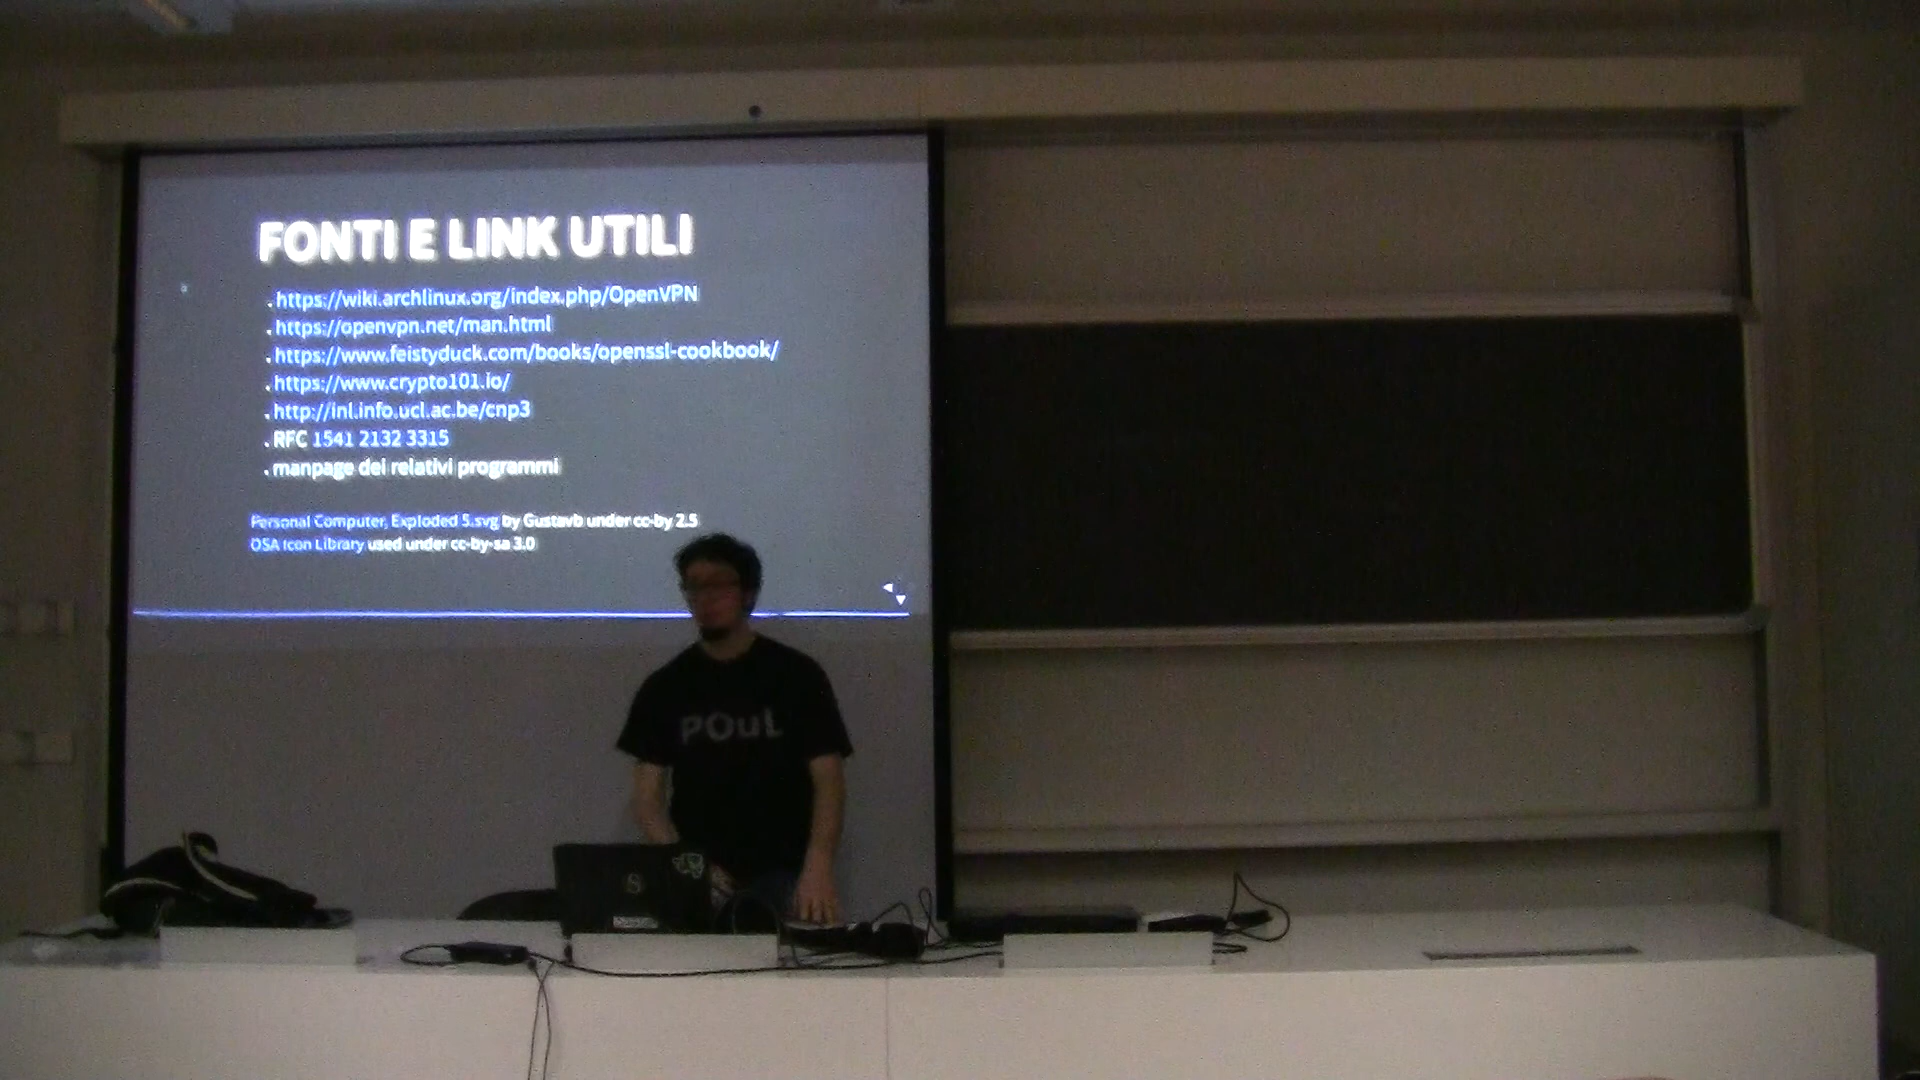 FONTI E LINK UTILI
. https://wiki.archlinux.org/index.php/OpenVPN
. https://openvpn.net/man.html
. https://www.feistyduck.com/books/openssl-cookbook/
. https://www.crypto101.io/
. http://inl.info.ucl.ac.be/cnp3
. RFC 1541 2132 3315
. manpage dei relativi programmi
Personal Computer, Exploded 5.svg by Gustavb under cc-by 2.5
OSA Icon Library used under cc-by-sa 3.0
POuL